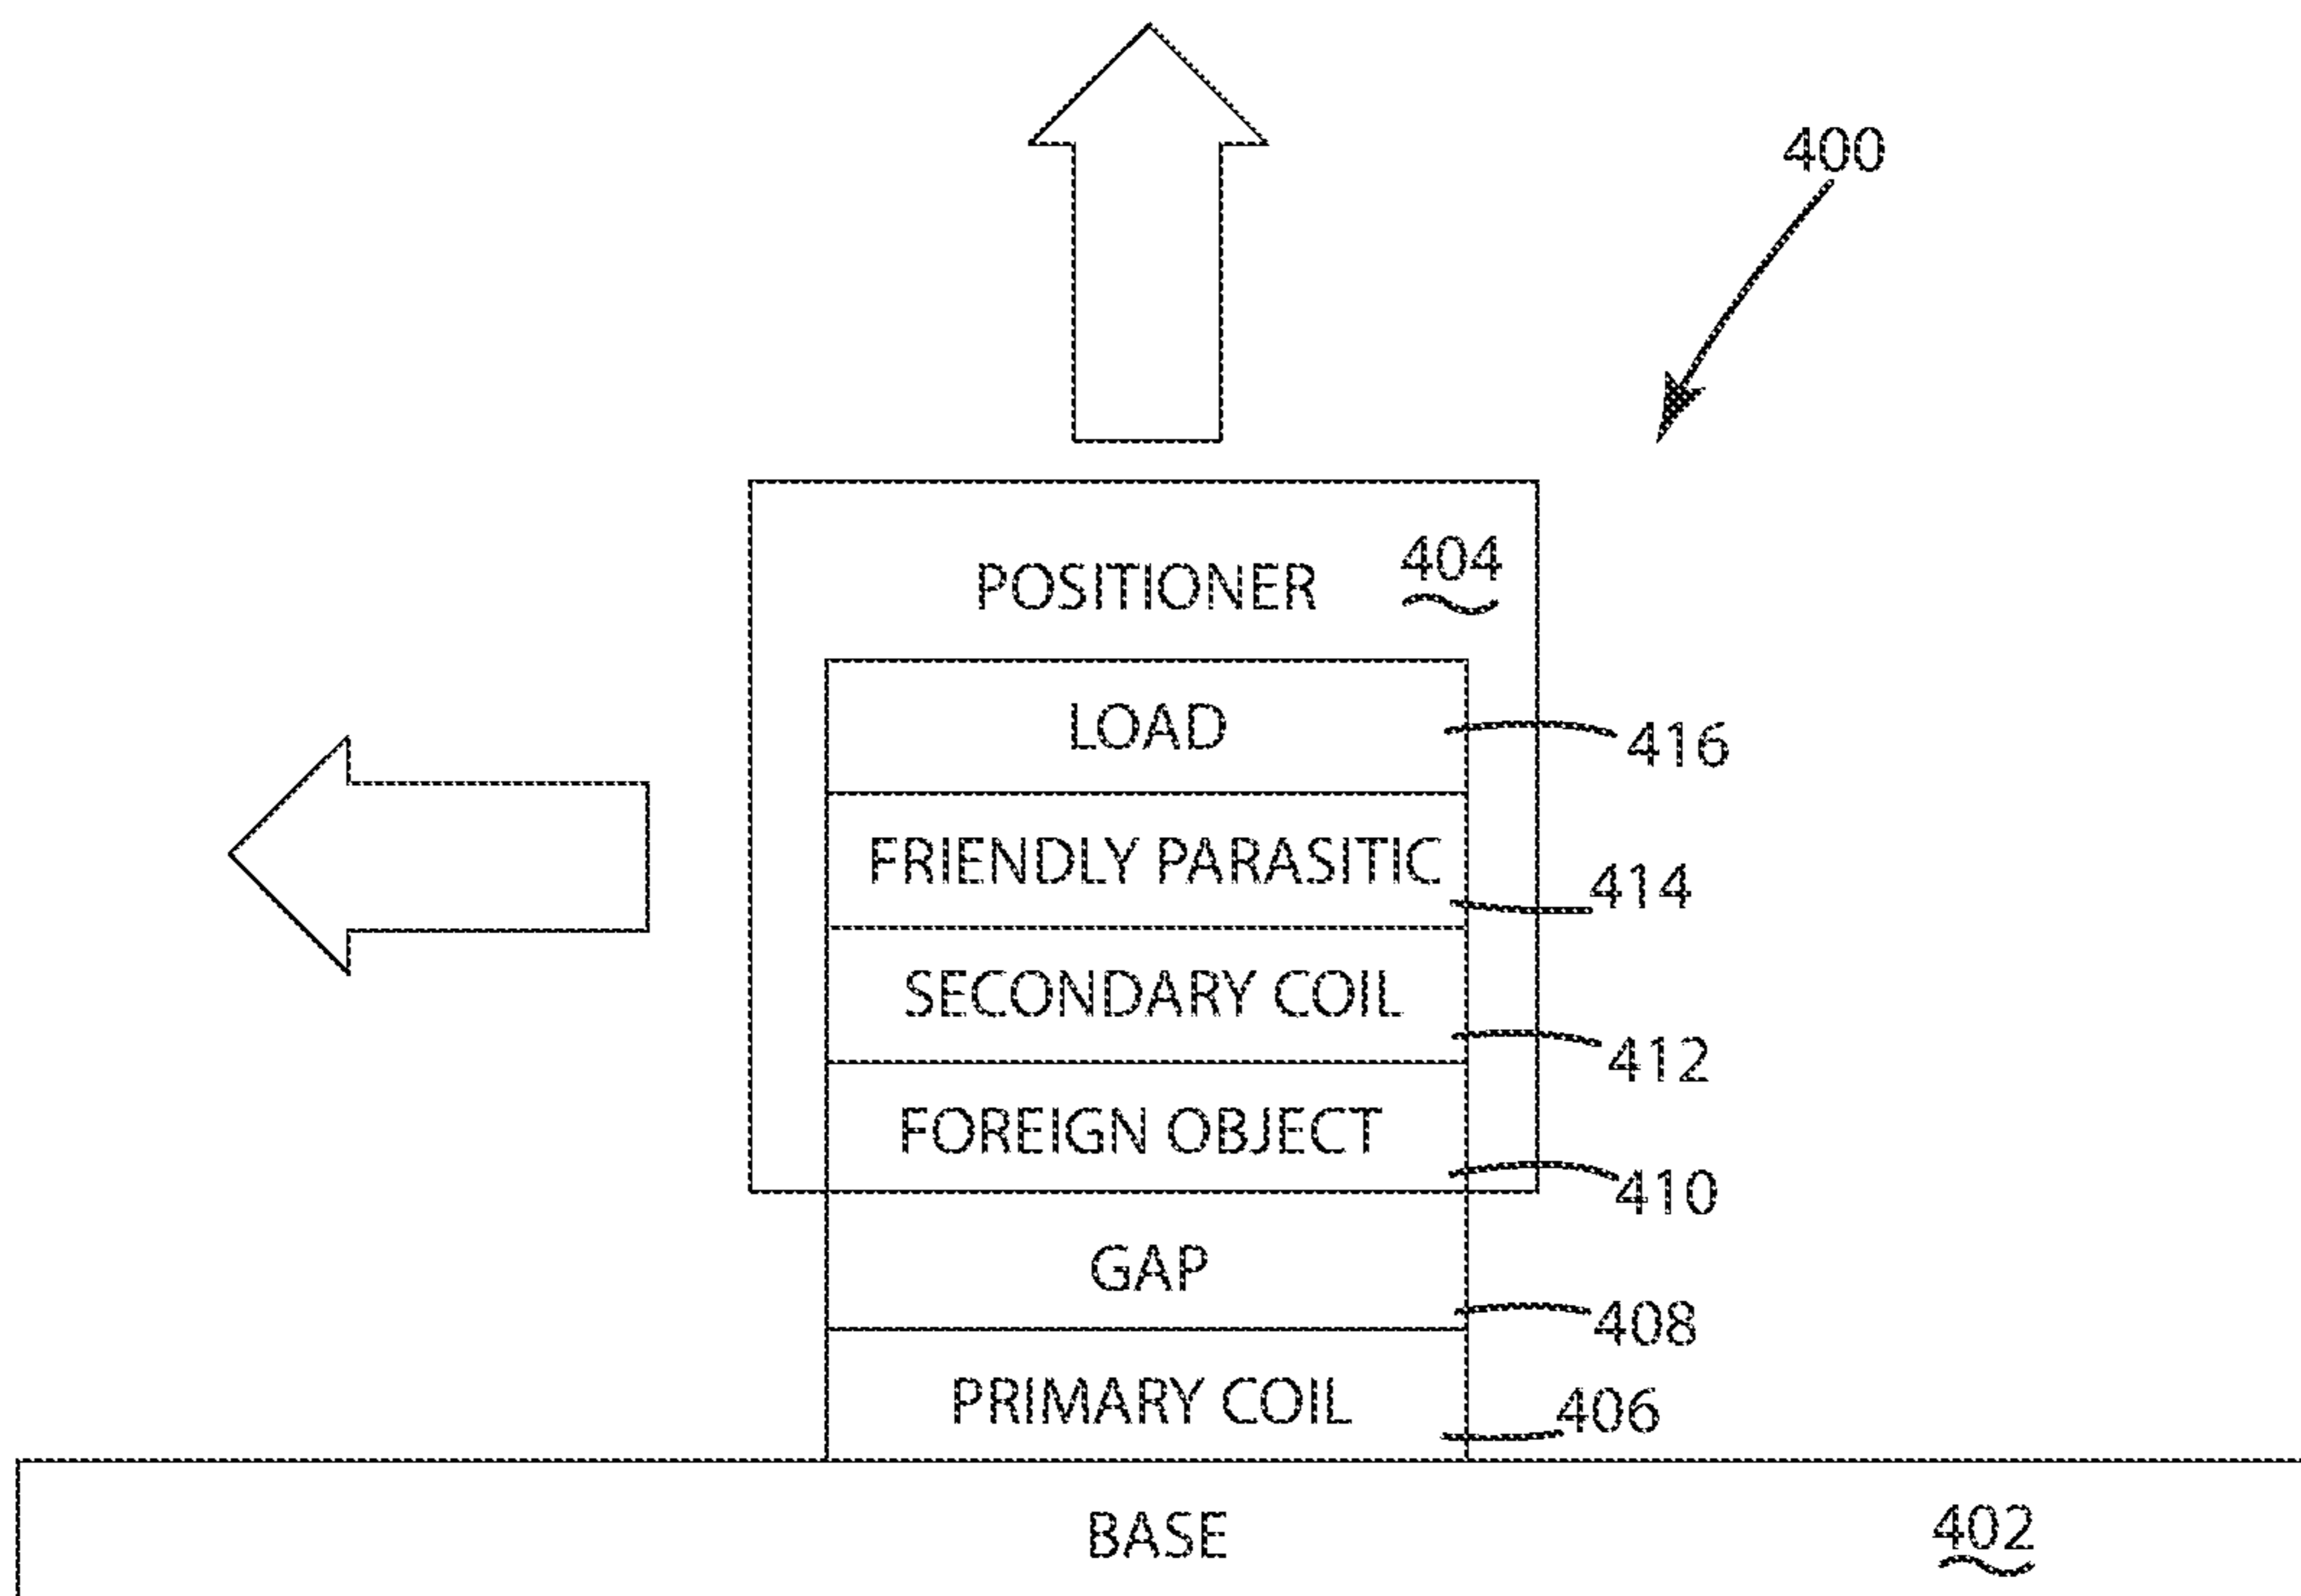 400
POSITIONER 404
LOAD
416
FRIENDLY PARASITIC
414
SECONDARY COIL
412
FOREIGN OBJECT
410
GAP
408
PRIMARY COIL
406
BASE 402